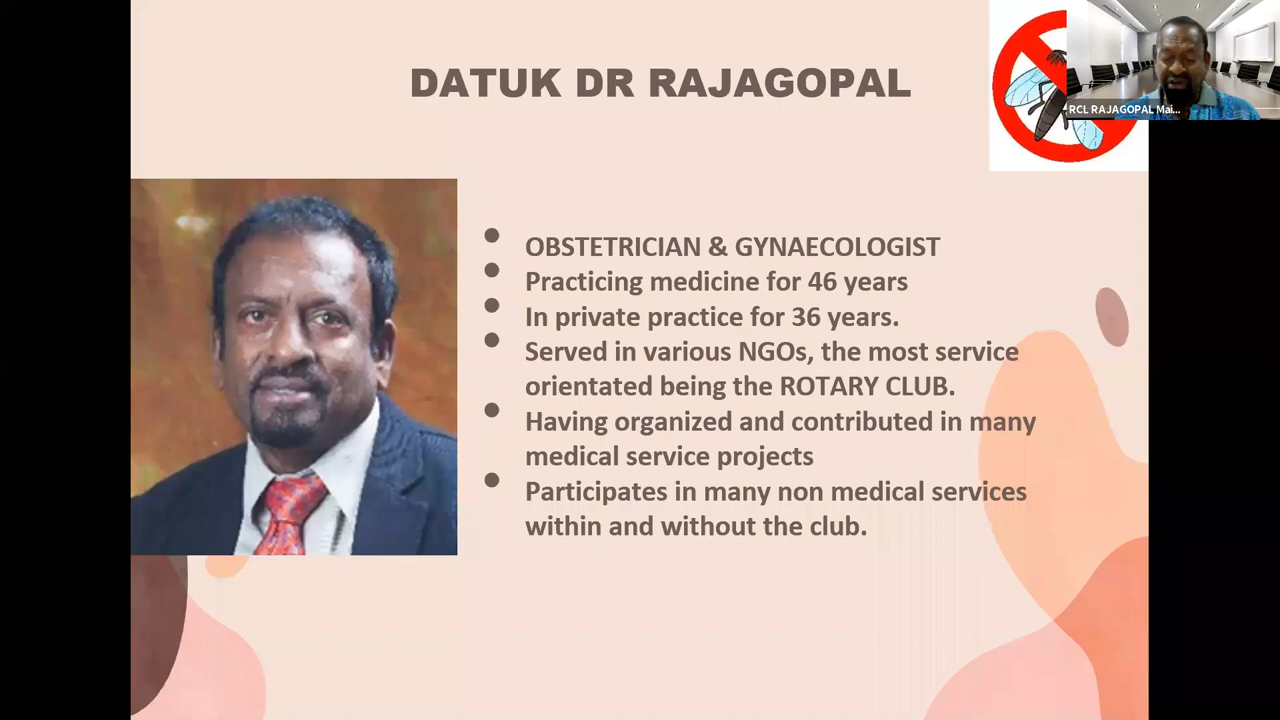 DATUK DR RAJAGOPAL
RCL RAJAGOPAL Mai...
● OBSTETRICIAN & GYNAECOLOGIST
● Practicing medicine for 46 years
● In private practice for 36 years.
● Served in various NGOs, the most service
orientated being the ROTARY CLUB.
● Having organized and contributed in many
medical service projects
● Participates in many non medical services
within and without the club.